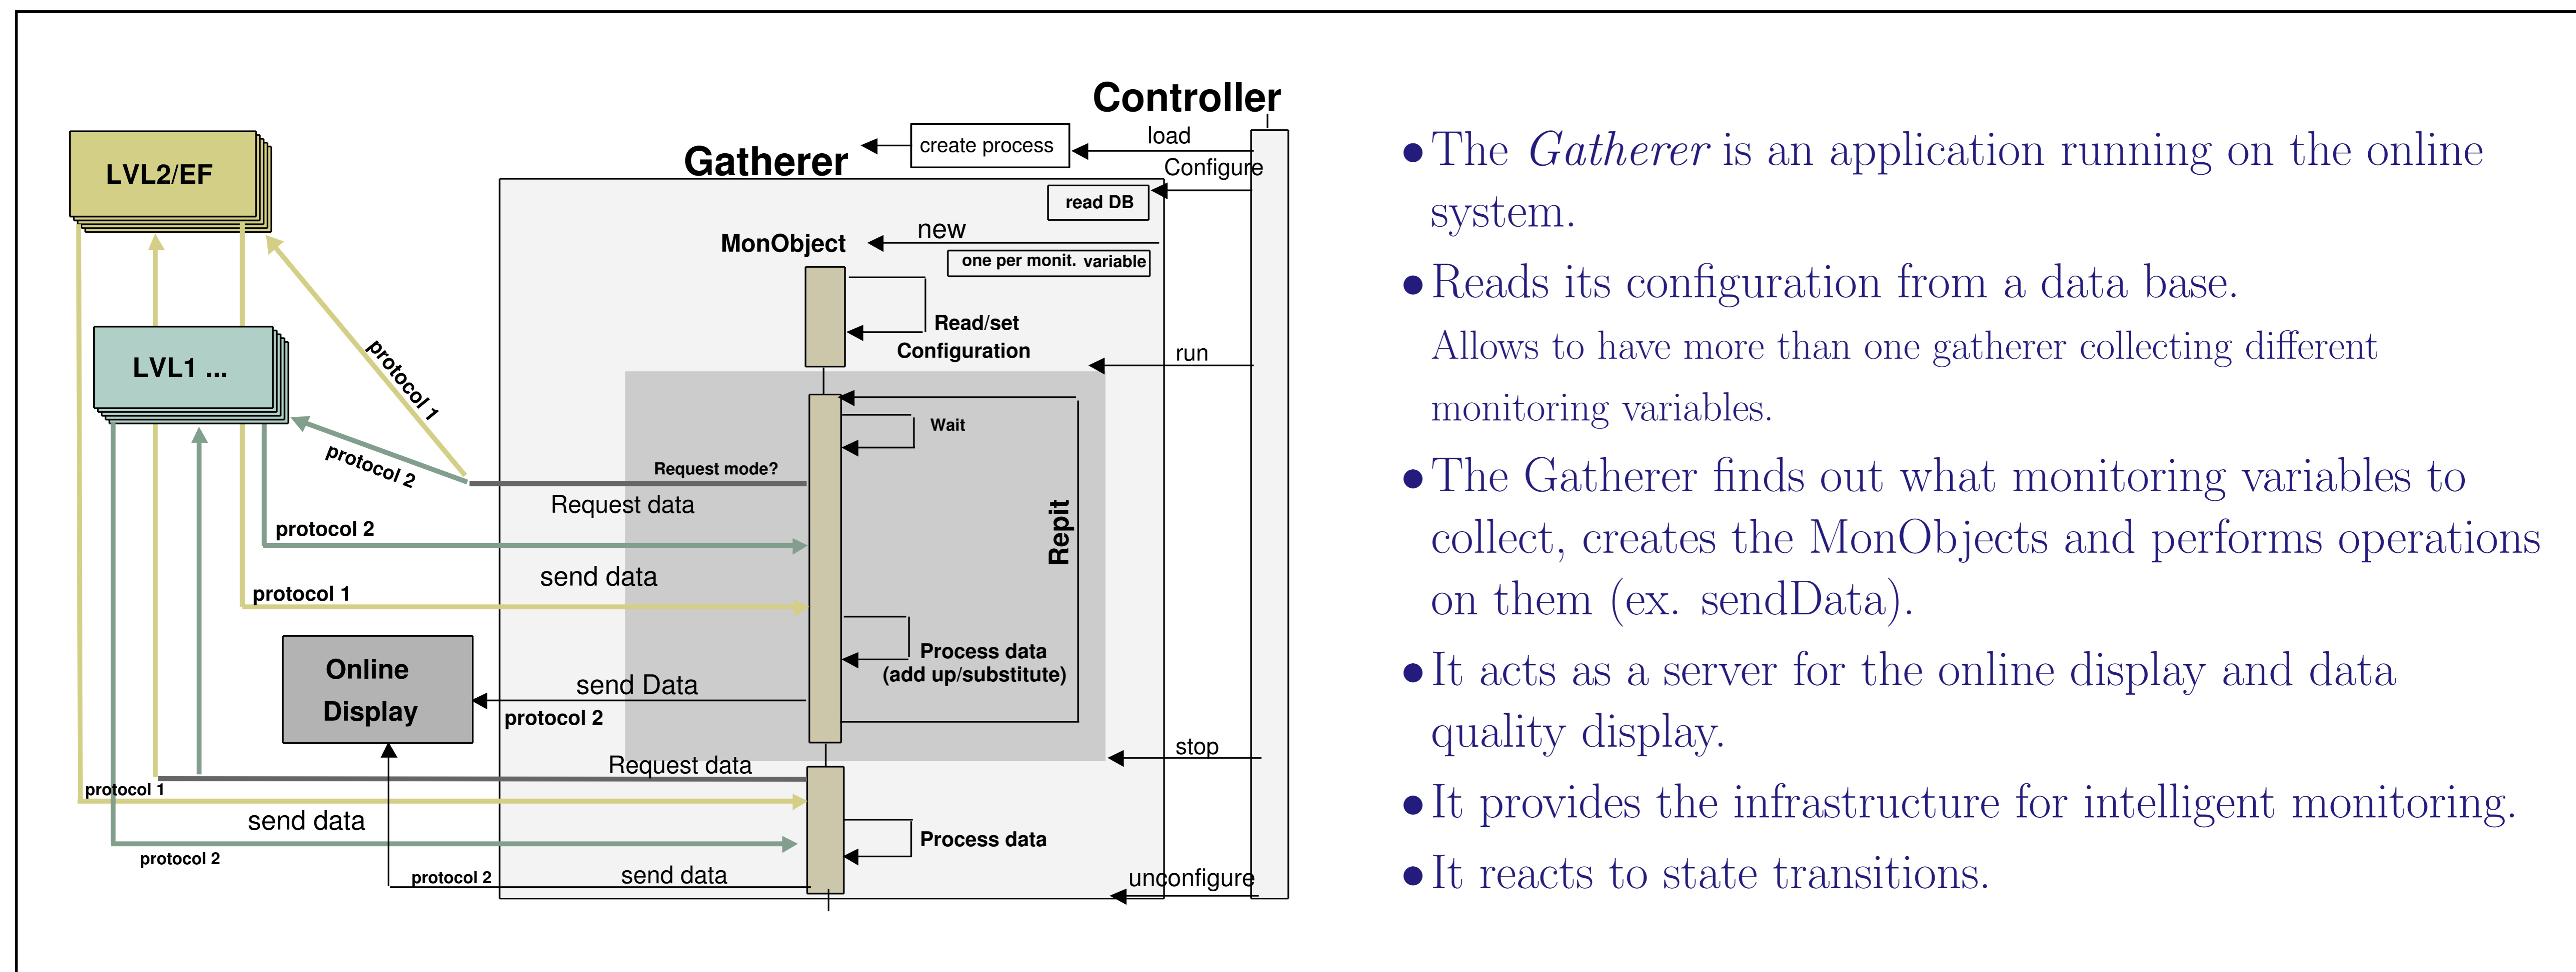 Controller
load
create process
Configure
Gatherer
LVL2/EF
read DB
new
MonObject
one per monit. variable
Read/set
Configuration
run
LVL1 ...
protocol 1
Wait
protocol 2
Request mode?
Request data
Repit
protocol 2
send data
protocol 1
Process data
(add up/substitute)
Online
Display
send Data
protocol 2
stop
Request data
protocol 1
send data
Process data
protocol 2
protocol 2
send data
unconfigure
•The Gatherer is an application running on the online
system.
•Reads its configuration from a data base.
Allows to have more than one gatherer collecting different
monitoring variables.
•The Gatherer finds out what monitoring variables to
collect, creates the MonObjects and performs operations
on them (ex. sendData).
•It acts as a server for the online display and data
quality display.
•It provides the infrastructure for intelligent monitoring.
•It reacts to state transitions.